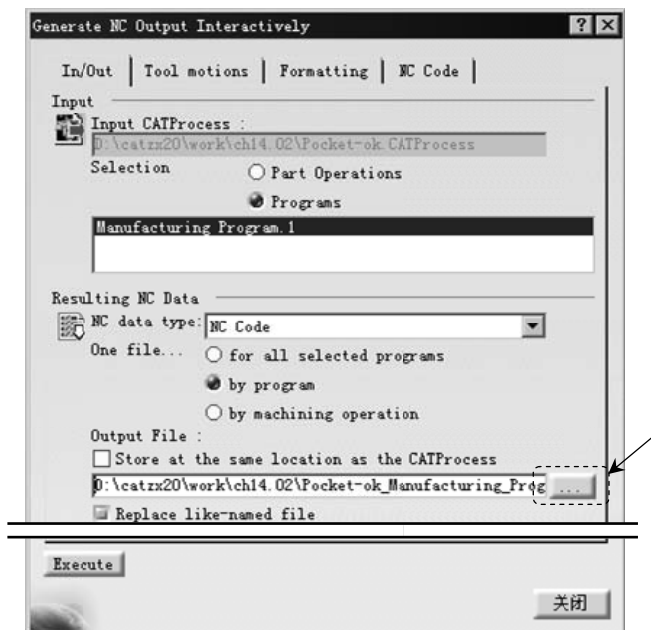 Generate NC Output Interactively
In/Out | Tool motions | Formatting | NC Code |
Input
Input CATProcess :
D:\catzx20\work\ch14.02\Pocket-ok.CATProcess
Selection
Part Operations
Programs
Manufacturing Program.1
Resulting NC Data
NC data type: NC Code
One file... for all selected programs
by program
by machining operation
Output File :
Store at the same location as the CATProcess
D:\catzx20\work\ch14.02\Pocket-ok_Manufacturing_Prog ...
Replace like-named file
Execute
关闭